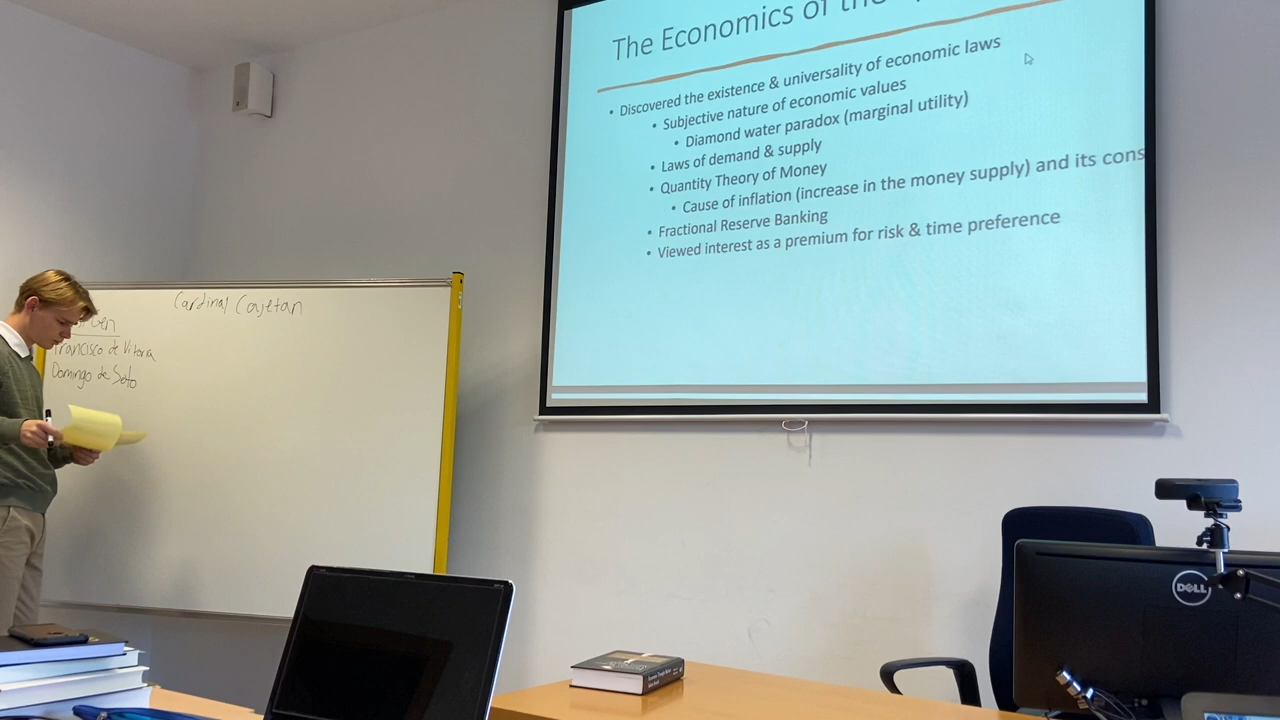 The Economics of the
• Discovered the existence & universality of economic laws
• Subjective nature of economic values
• Diamond water paradox (marginal utility)
• Laws of demand & supply
• Quantity Theory of Money
• Cause of inflation (increase in the money supply) and its cons
• Fractional Reserve Banking
• Viewed interest as a premium for risk & time preference
Cardinal Cajetan
Francisco de Vitoria
Domingo de Soto
DELL